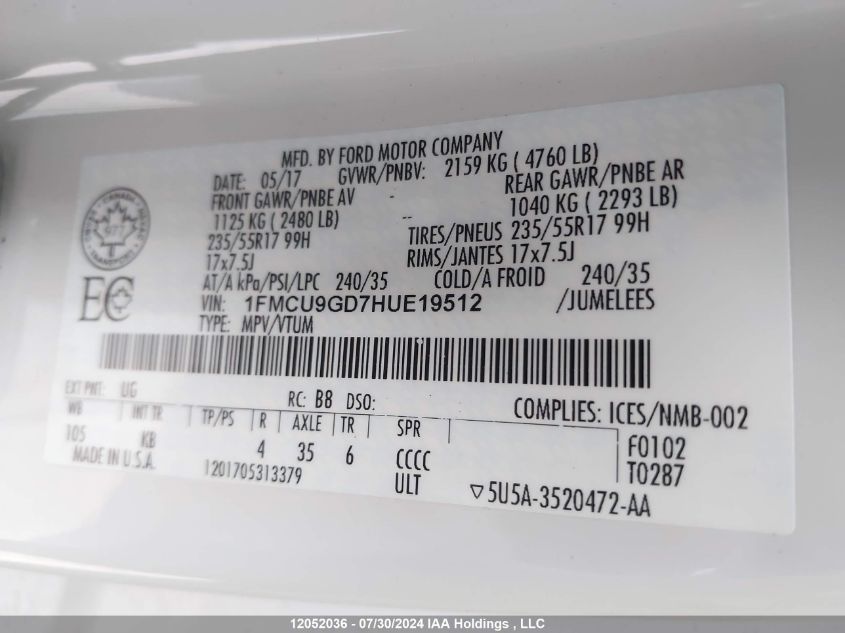 MFD. BY FORD MOTOR COMPANY
DATE: 05/17 GVWR/PNBV: 2159 KG ( 4760 LB)
FRONT GAWR/PNBE AV REAR GAWR/PNBE AR
1125 KG ( 2480 LB) -- 1040 KG ( 2293 LB)
235/55R17 99H TIRES/PNEUS 235/55R17 99H
17x7.5J RIMS/JANTES 17x7.5J
AT/A kPa/PSI/LPC 240/35 COLD/A FROID 240/35
VIN: 1FMCU9GD7HUE19512 /JUMELEES
TYPE: MPV/VTUM
CANADA
TRANSPORT
EC
EXT PNT: UG RC: B8 DSO: COMPLIES: ICES/NMB-002
WB INT TR TP/PS R AXLE TR SPR F0102
105 KB 4 35 6 CCCC T0287
MADE IN U.S.A. 1201705313379 ULT ▽5U5A-3520472-AA
12052036 - 07/30/2024 IAA Holdings , LLC